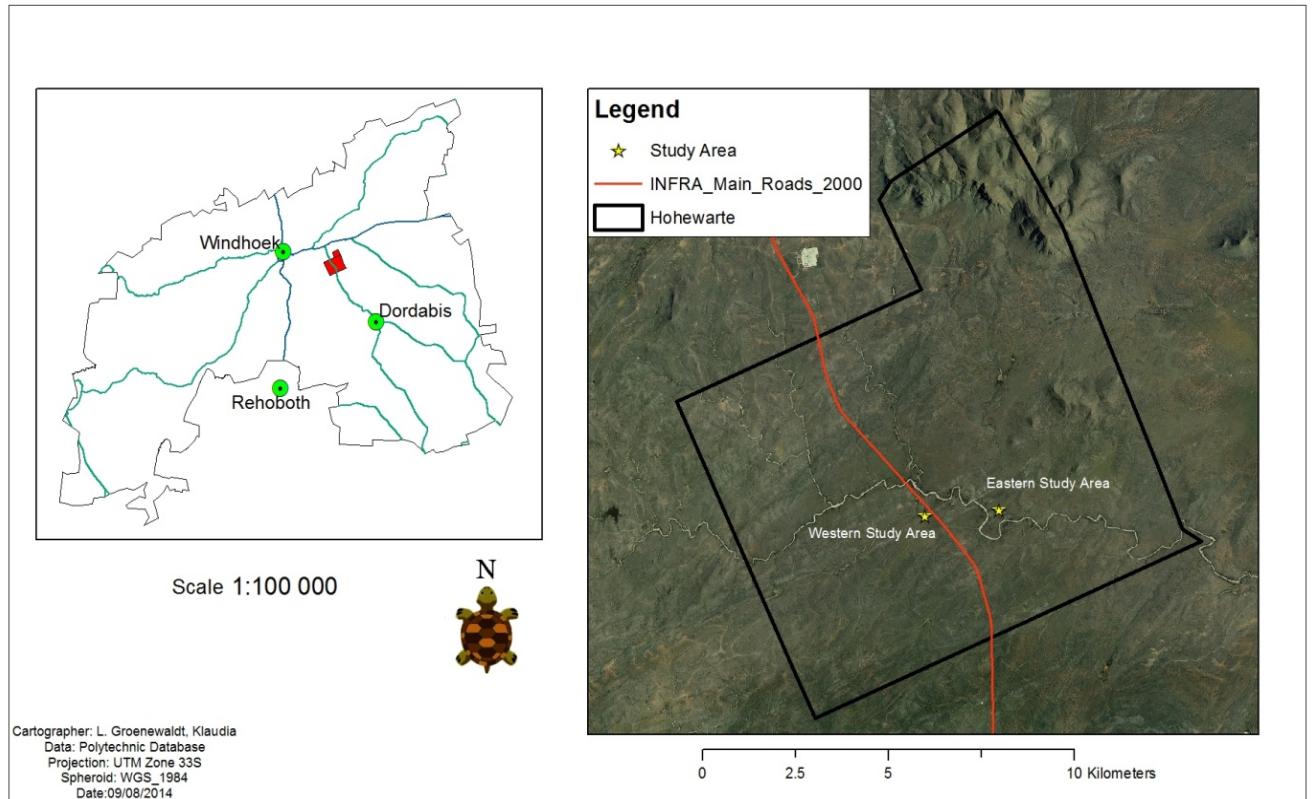 Windhoek
Dordabis
Rehoboth
Scale 1:100 000
N
Cartographer: L. Groenewaldt, Klaudia
Data: Polytechnic Database
Projection: UTM Zone 33S
Spheroid: WGS_1984
Date:09/08/2014
Legend
Study Area
INFRA_Main_Roads_2000
Hohewarte
Eastern Study Area
Western Study Area
0 2.5 5 10 Kilometers